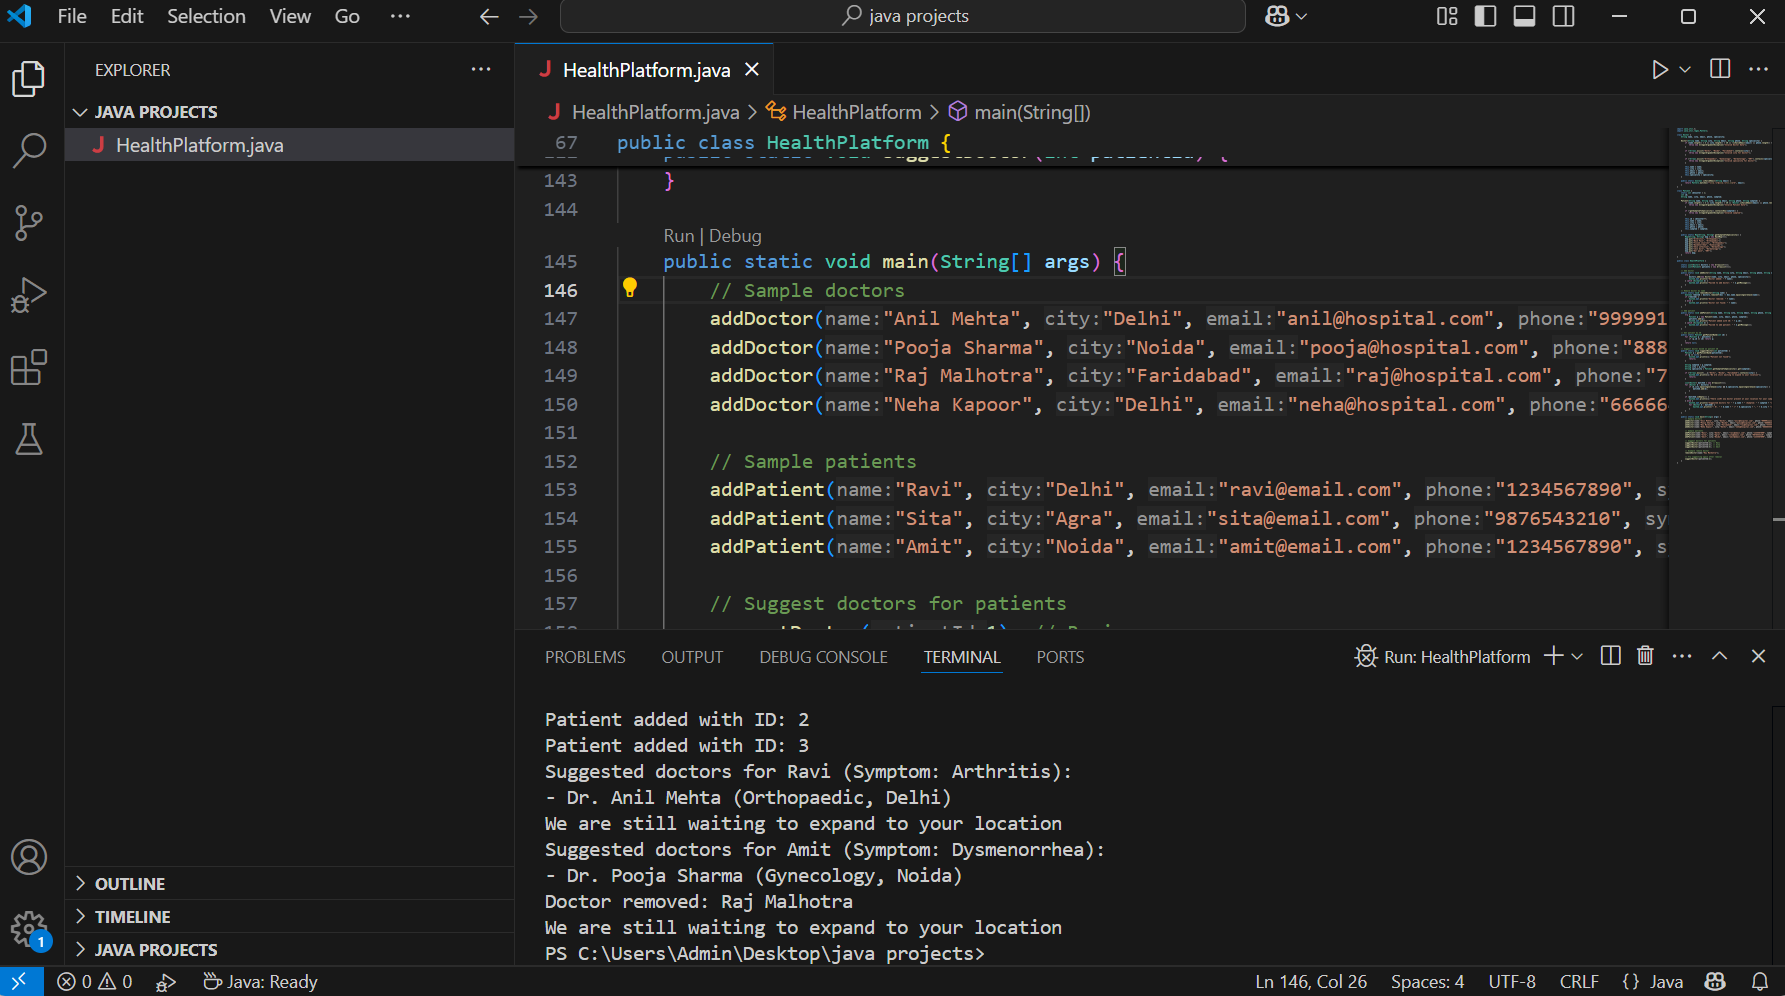 File Edit Selection View Go ··· java projects
EXPLORER ···
JAVA PROJECTS
HealthPlatform.java
OUTLINE
TIMELINE
JAVA PROJECTS
J HealthPlatform.java
J HealthPlatform.java > HealthPlatform > main(String[])
67 public class HealthPlatform {
143 }
144
Run | Debug
145 public static void main(String[] args) {
146 // Sample doctors
147 addDoctor(name:"Anil Mehta", city:"Delhi", email:"anil@hospital.com", phone:"999991
148 addDoctor(name:"Pooja Sharma", city:"Noida", email:"pooja@hospital.com", phone:"888
149 addDoctor(name:"Raj Malhotra", city:"Faridabad", email:"raj@hospital.com", phone:"7
150 addDoctor(name:"Neha Kapoor", city:"Delhi", email:"neha@hospital.com", phone:"66666
151
152 // Sample patients
153 addPatient(name:"Ravi", city:"Delhi", email:"ravi@email.com", phone:"1234567890", s
154 addPatient(name:"Sita", city:"Agra", email:"sita@email.com", phone:"9876543210", sy
155 addPatient(name:"Amit", city:"Noida", email:"amit@email.com", phone:"1234567890", s
156
157 // Suggest doctors for patients
PROBLEMS OUTPUT DEBUG CONSOLE TERMINAL PORTS Run: HealthPlatform
Patient added with ID: 2
Patient added with ID: 3
Suggested doctors for Ravi (Symptom: Arthritis):
- Dr. Anil Mehta (Orthopaedic, Delhi)
We are still waiting to expand to your location
Suggested doctors for Amit (Symptom: Dysmenorrhea):
- Dr. Pooja Sharma (Gynecology, Noida)
Doctor removed: Raj Malhotra
We are still waiting to expand to your location
PS C:\Users\Admin\Desktop\java projects>
1
0 0 Java: Ready Ln 146, Col 26 Spaces: 4 UTF-8 CRLF {} Java